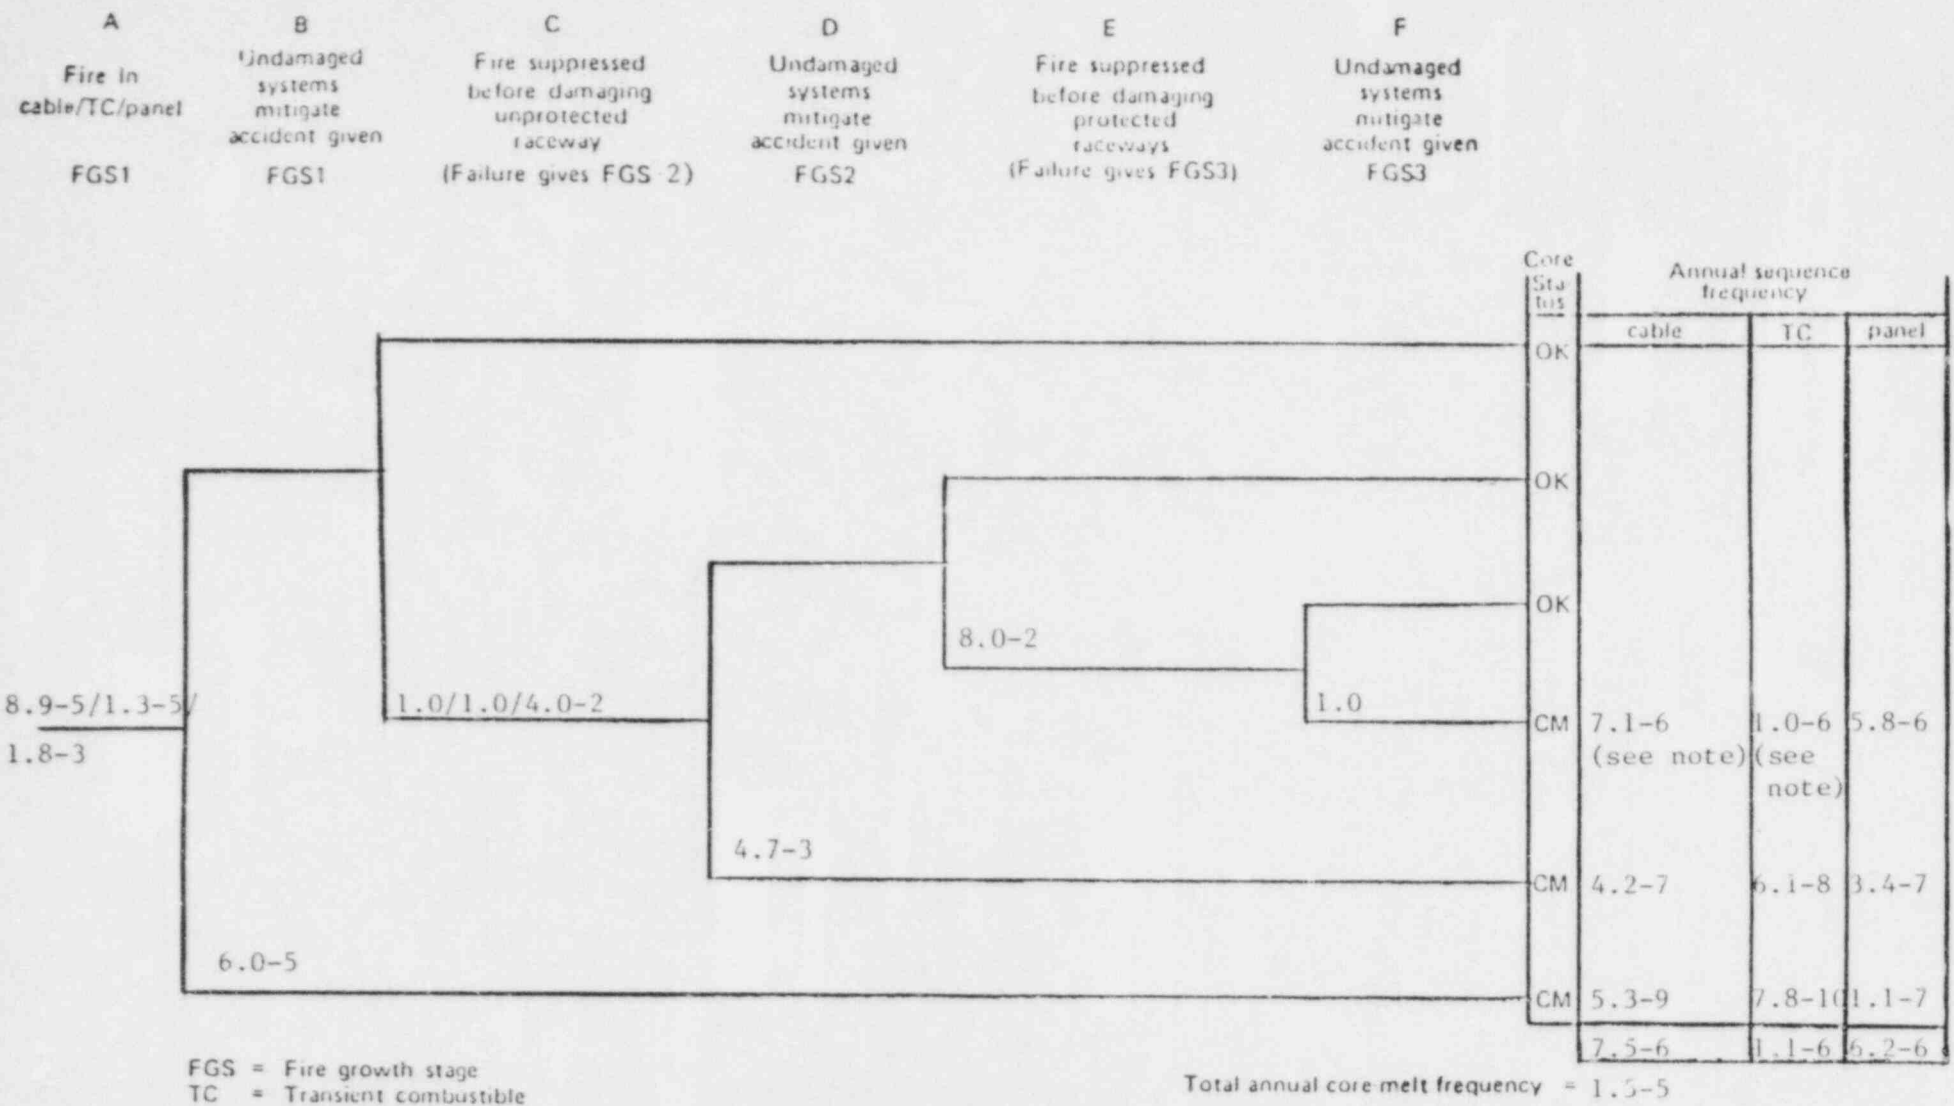 A
Fire in
cable/TC/panel
FGS1
B
Undamaged
systems
mitigate
accident given
FGS1
C
Fire suppressed
before damaging
unprotected
raceway
(Failure gives FGS 2)
D
Undamaged
systems
mitigate
accident given
FGS2
E
Fire suppressed
before damaging
protected
raceways
(Failure gives FGS3)
F
Undamaged
systems
mitigate
accident given
FGS3
Core
Sta
tus
Annual sequence
frequency
cable TC panel
OK
OK
OK
8.0-2
8.9-5/1.3-5/
1.8-3
1.0/1.0/4.0-2
1.0
CM 7.1-6 1.0-6 5.8-6
(see note) (see
note)
4.7-3
CM 4.2-7 6.1-8 3.4-7
6.0-5
CM 5.3-9 7.8-10 1.1-7
7.5-6 1.1-6 6.2-6
FGS = Fire growth stage
TC = Transient combustible
Total annual core melt frequency = 1.5-5